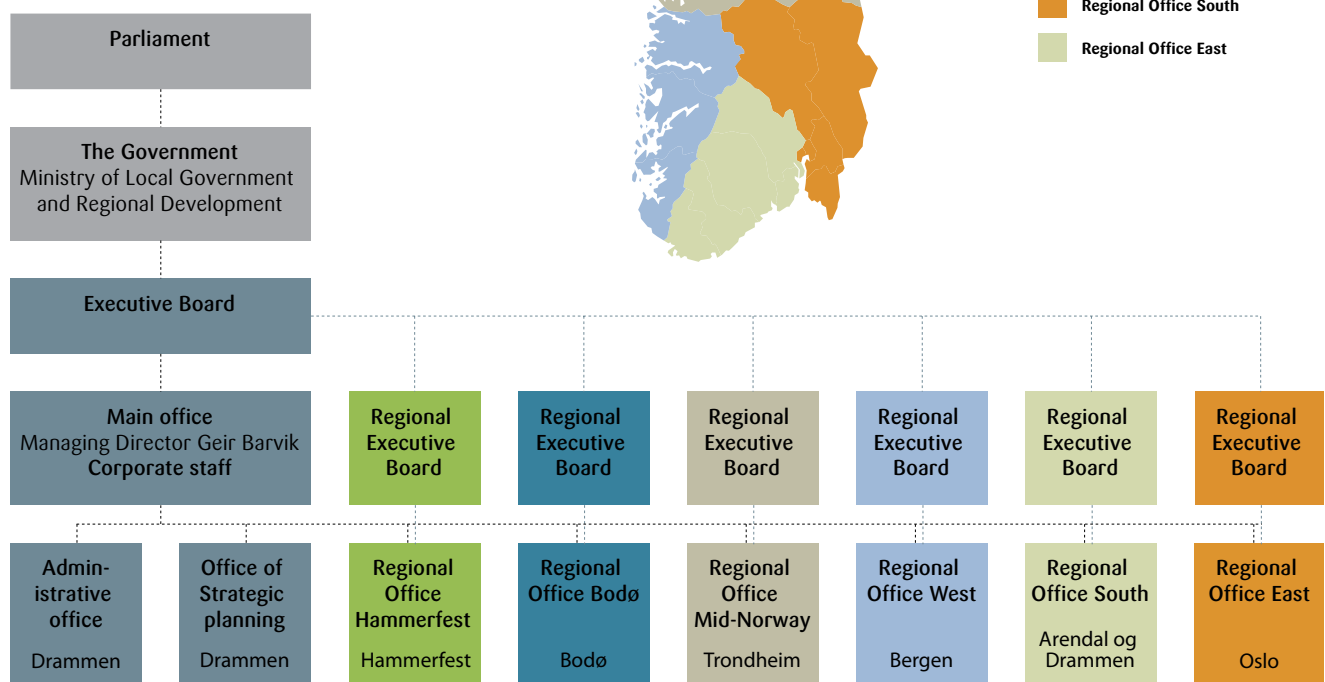 Regional Office South
Regional Office East
Parliament
The Government
Ministry of Local Government
and Regional Development
Executive Board
Main office
Managing Director Geir Barvik
Corporate staff
Regional
Executive
Board
Regional
Executive
Board
Regional
Executive
Board
Regional
Executive
Board
Regional
Executive
Board
Regional
Executive
Board
Admin-
istrative
office
Drammen
Office of
Strategic
planning
Drammen
Regional
Office
Hammerfest
Hammerfest
Regional
Office Bodø
Bodø
Regional
Office
Mid-Norway
Trondheim
Regional
Office West
Bergen
Regional
Office South
Arendal og
Drammen
Regional
Office East
Oslo